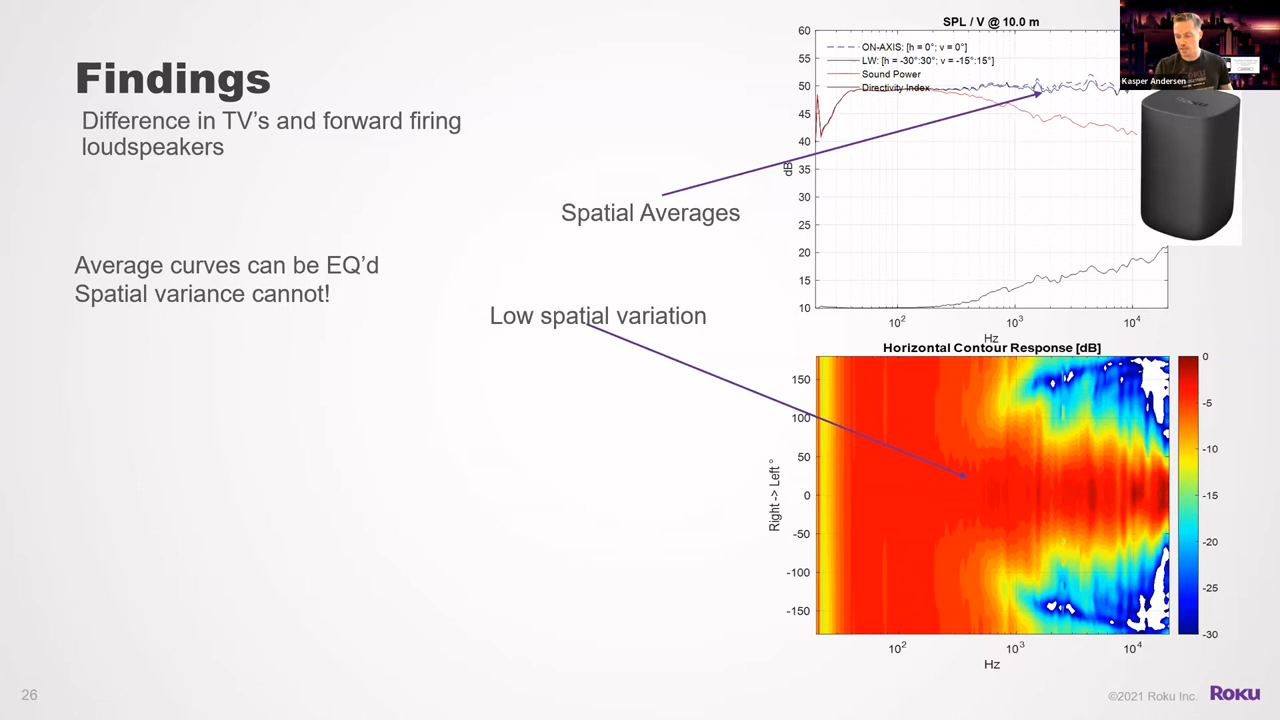 Findings
Difference in TV's and forward firing
loudspeakers
Average curves can be EQ'd
Spatial variance cannot!
Spatial Averages
Low spatial variation
SPL / V @ 10.0 m
ON-AXIS: [h = 0°; v = 0°]
LW: [h = -30°:30°; v = -15°:15°]
Sound Power
Directivity Index
60
55
50
45
40
35
30
25
20
15
10
dB
10² 10³ 10⁴
Hz
Kasper Andersen
Horizontal Contour Response [dB]
150
100
50
0
-50
-100
-150
Right -> Left °
10² 10³ 10⁴
Hz
0
-5
-10
-15
-20
-25
-30
26
©2021 Roku Inc. Roku